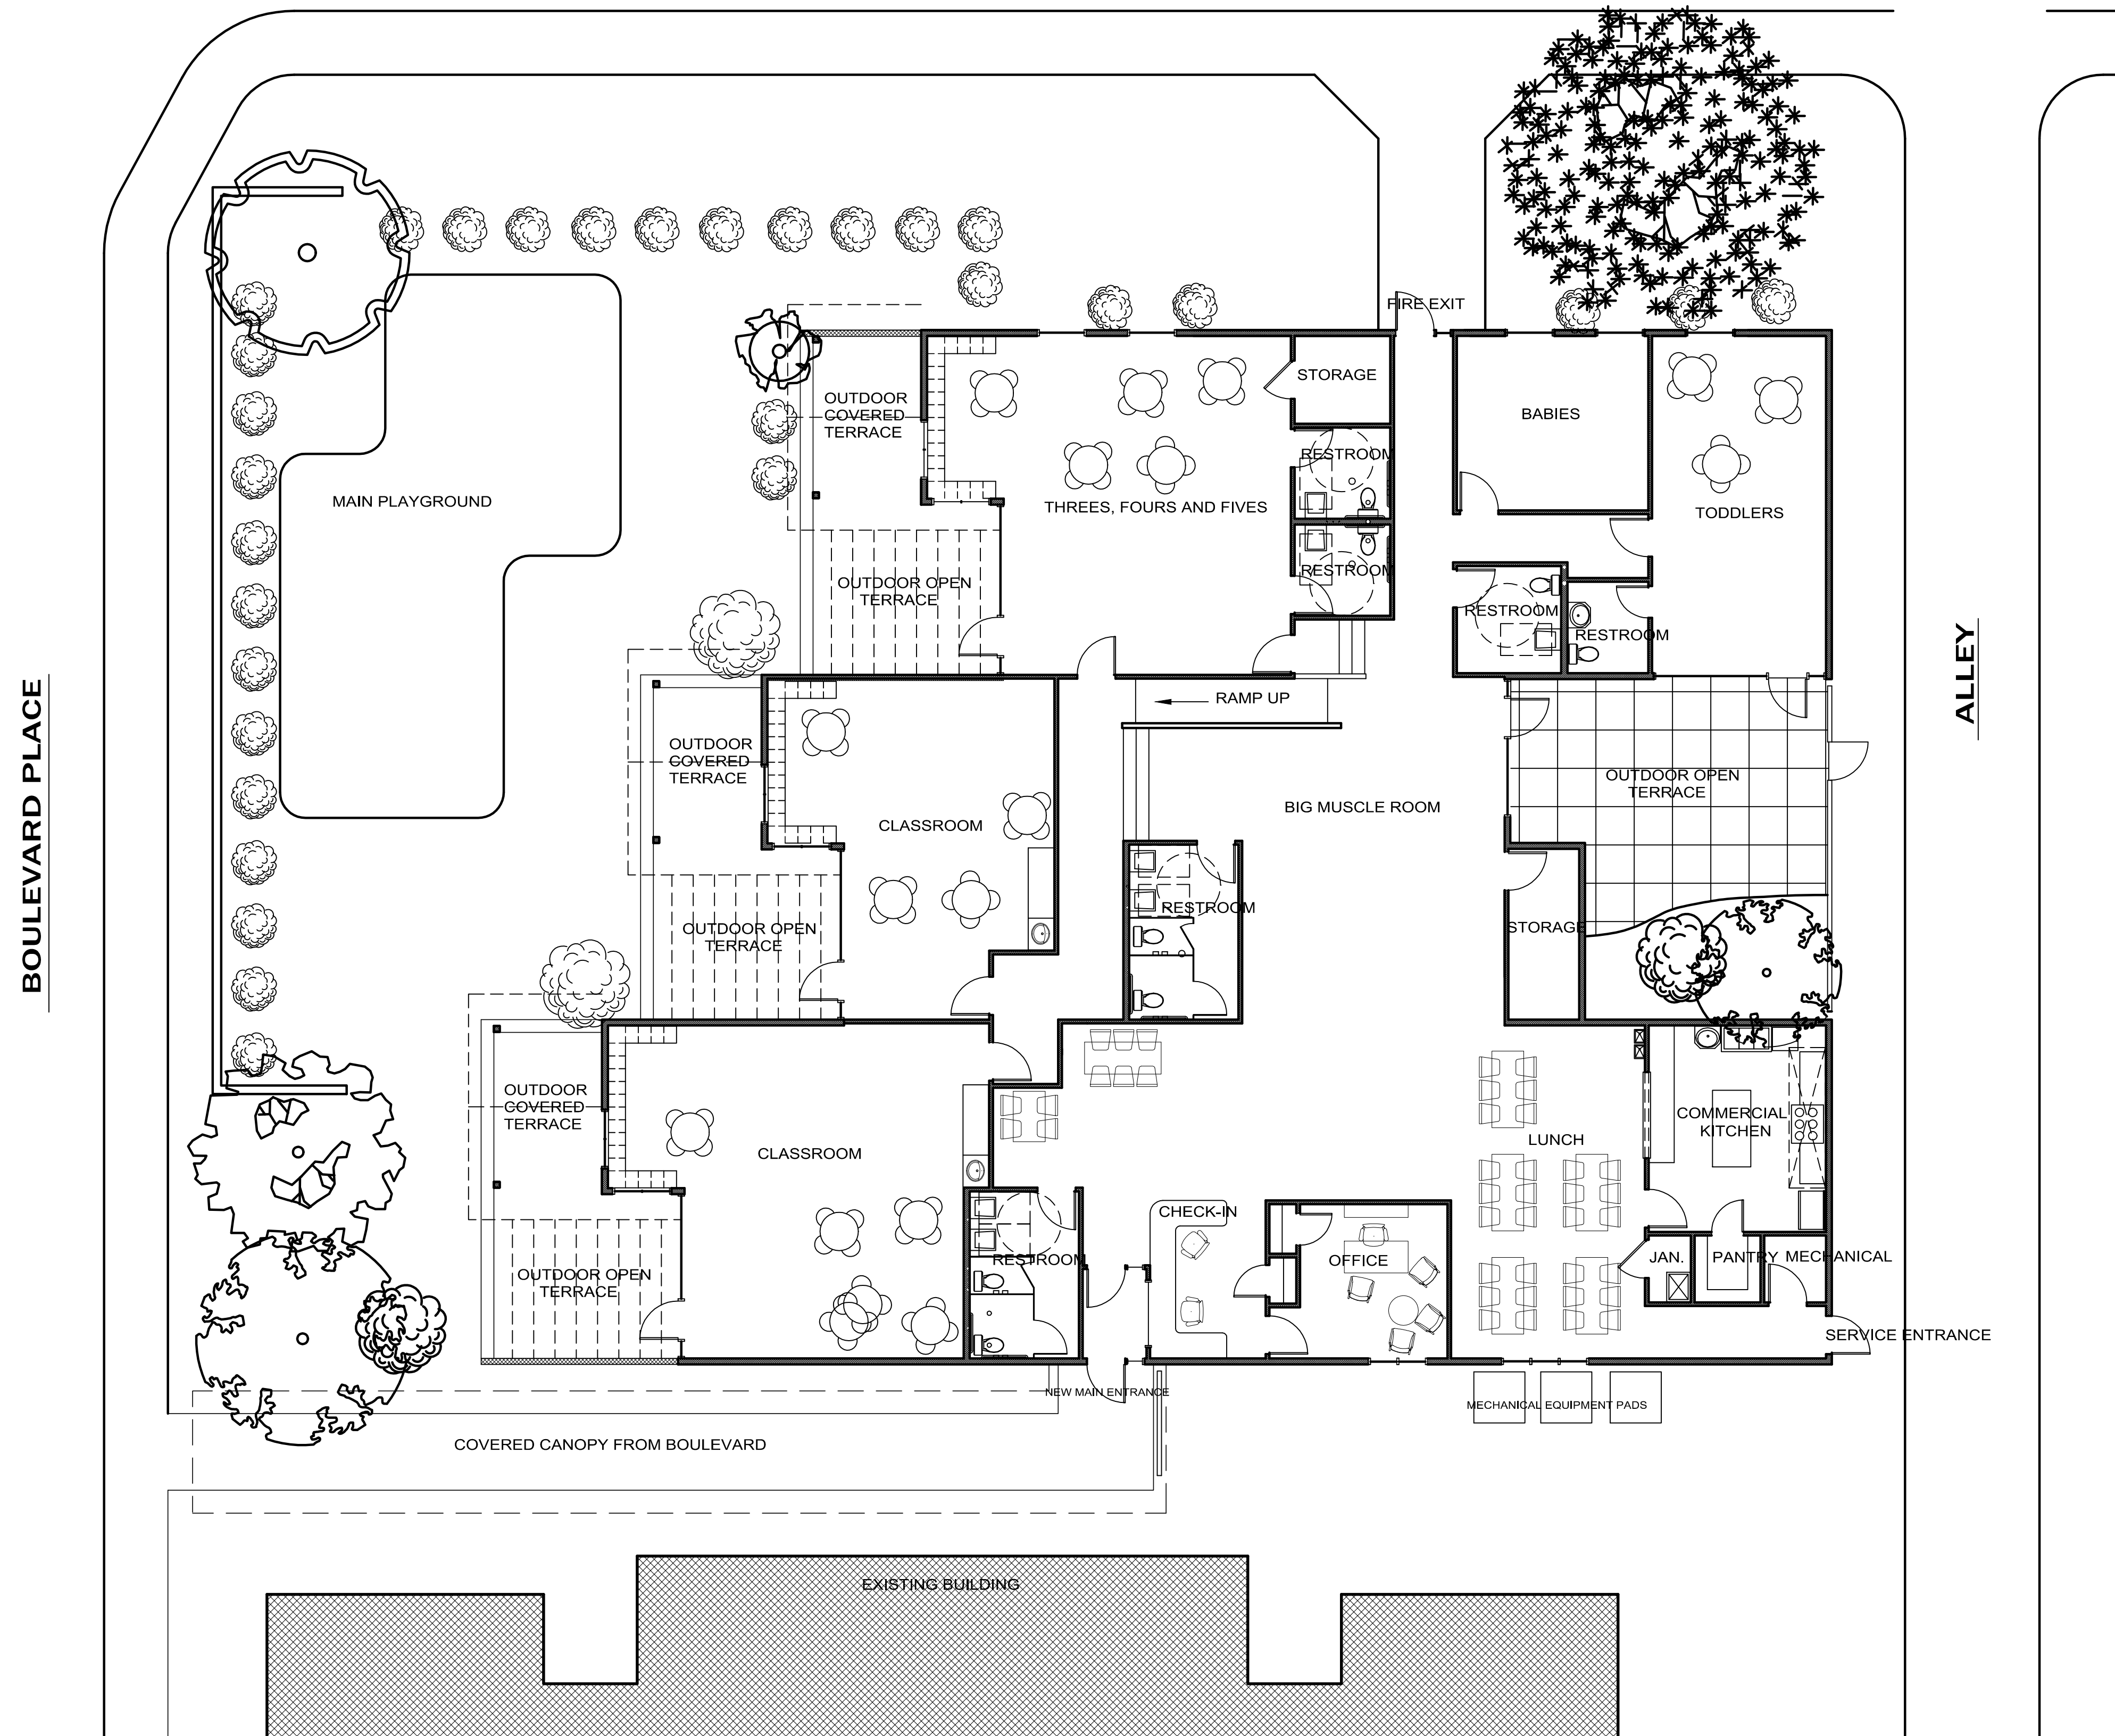 FIRE EXIT
STORAGE
OUTDOOR
COVERED
TERRACE
BABIES
RESTROOM
MAIN PLAYGROUND
THREES, FOURS AND FIVES
TODDLERS
RESTROOM
OUTDOOR OPEN
TERRACE
RESTROOM
RESTROOM
ALLEY
BOULEVARD PLACE
RAMP UP
OUTDOOR
COVERED
TERRACE
OUTDOOR OPEN
TERRACE
BIG MUSCLE ROOM
CLASSROOM
RESTROOM
STORAGE
OUTDOOR OPEN
TERRACE
OUTDOOR
COVERED
TERRACE
COMMERCIAL
KITCHEN
LUNCH
CLASSROOM
CHECK-IN
OFFICE
RESTROOM
JAN.
PANTRY
MECHANICAL
OUTDOOR OPEN
TERRACE
SERVICE ENTRANCE
NEW MAIN ENTRANCE
MECHANICAL EQUIPMENT PADS
COVERED CANOPY FROM BOULEVARD
EXISTING BUILDING